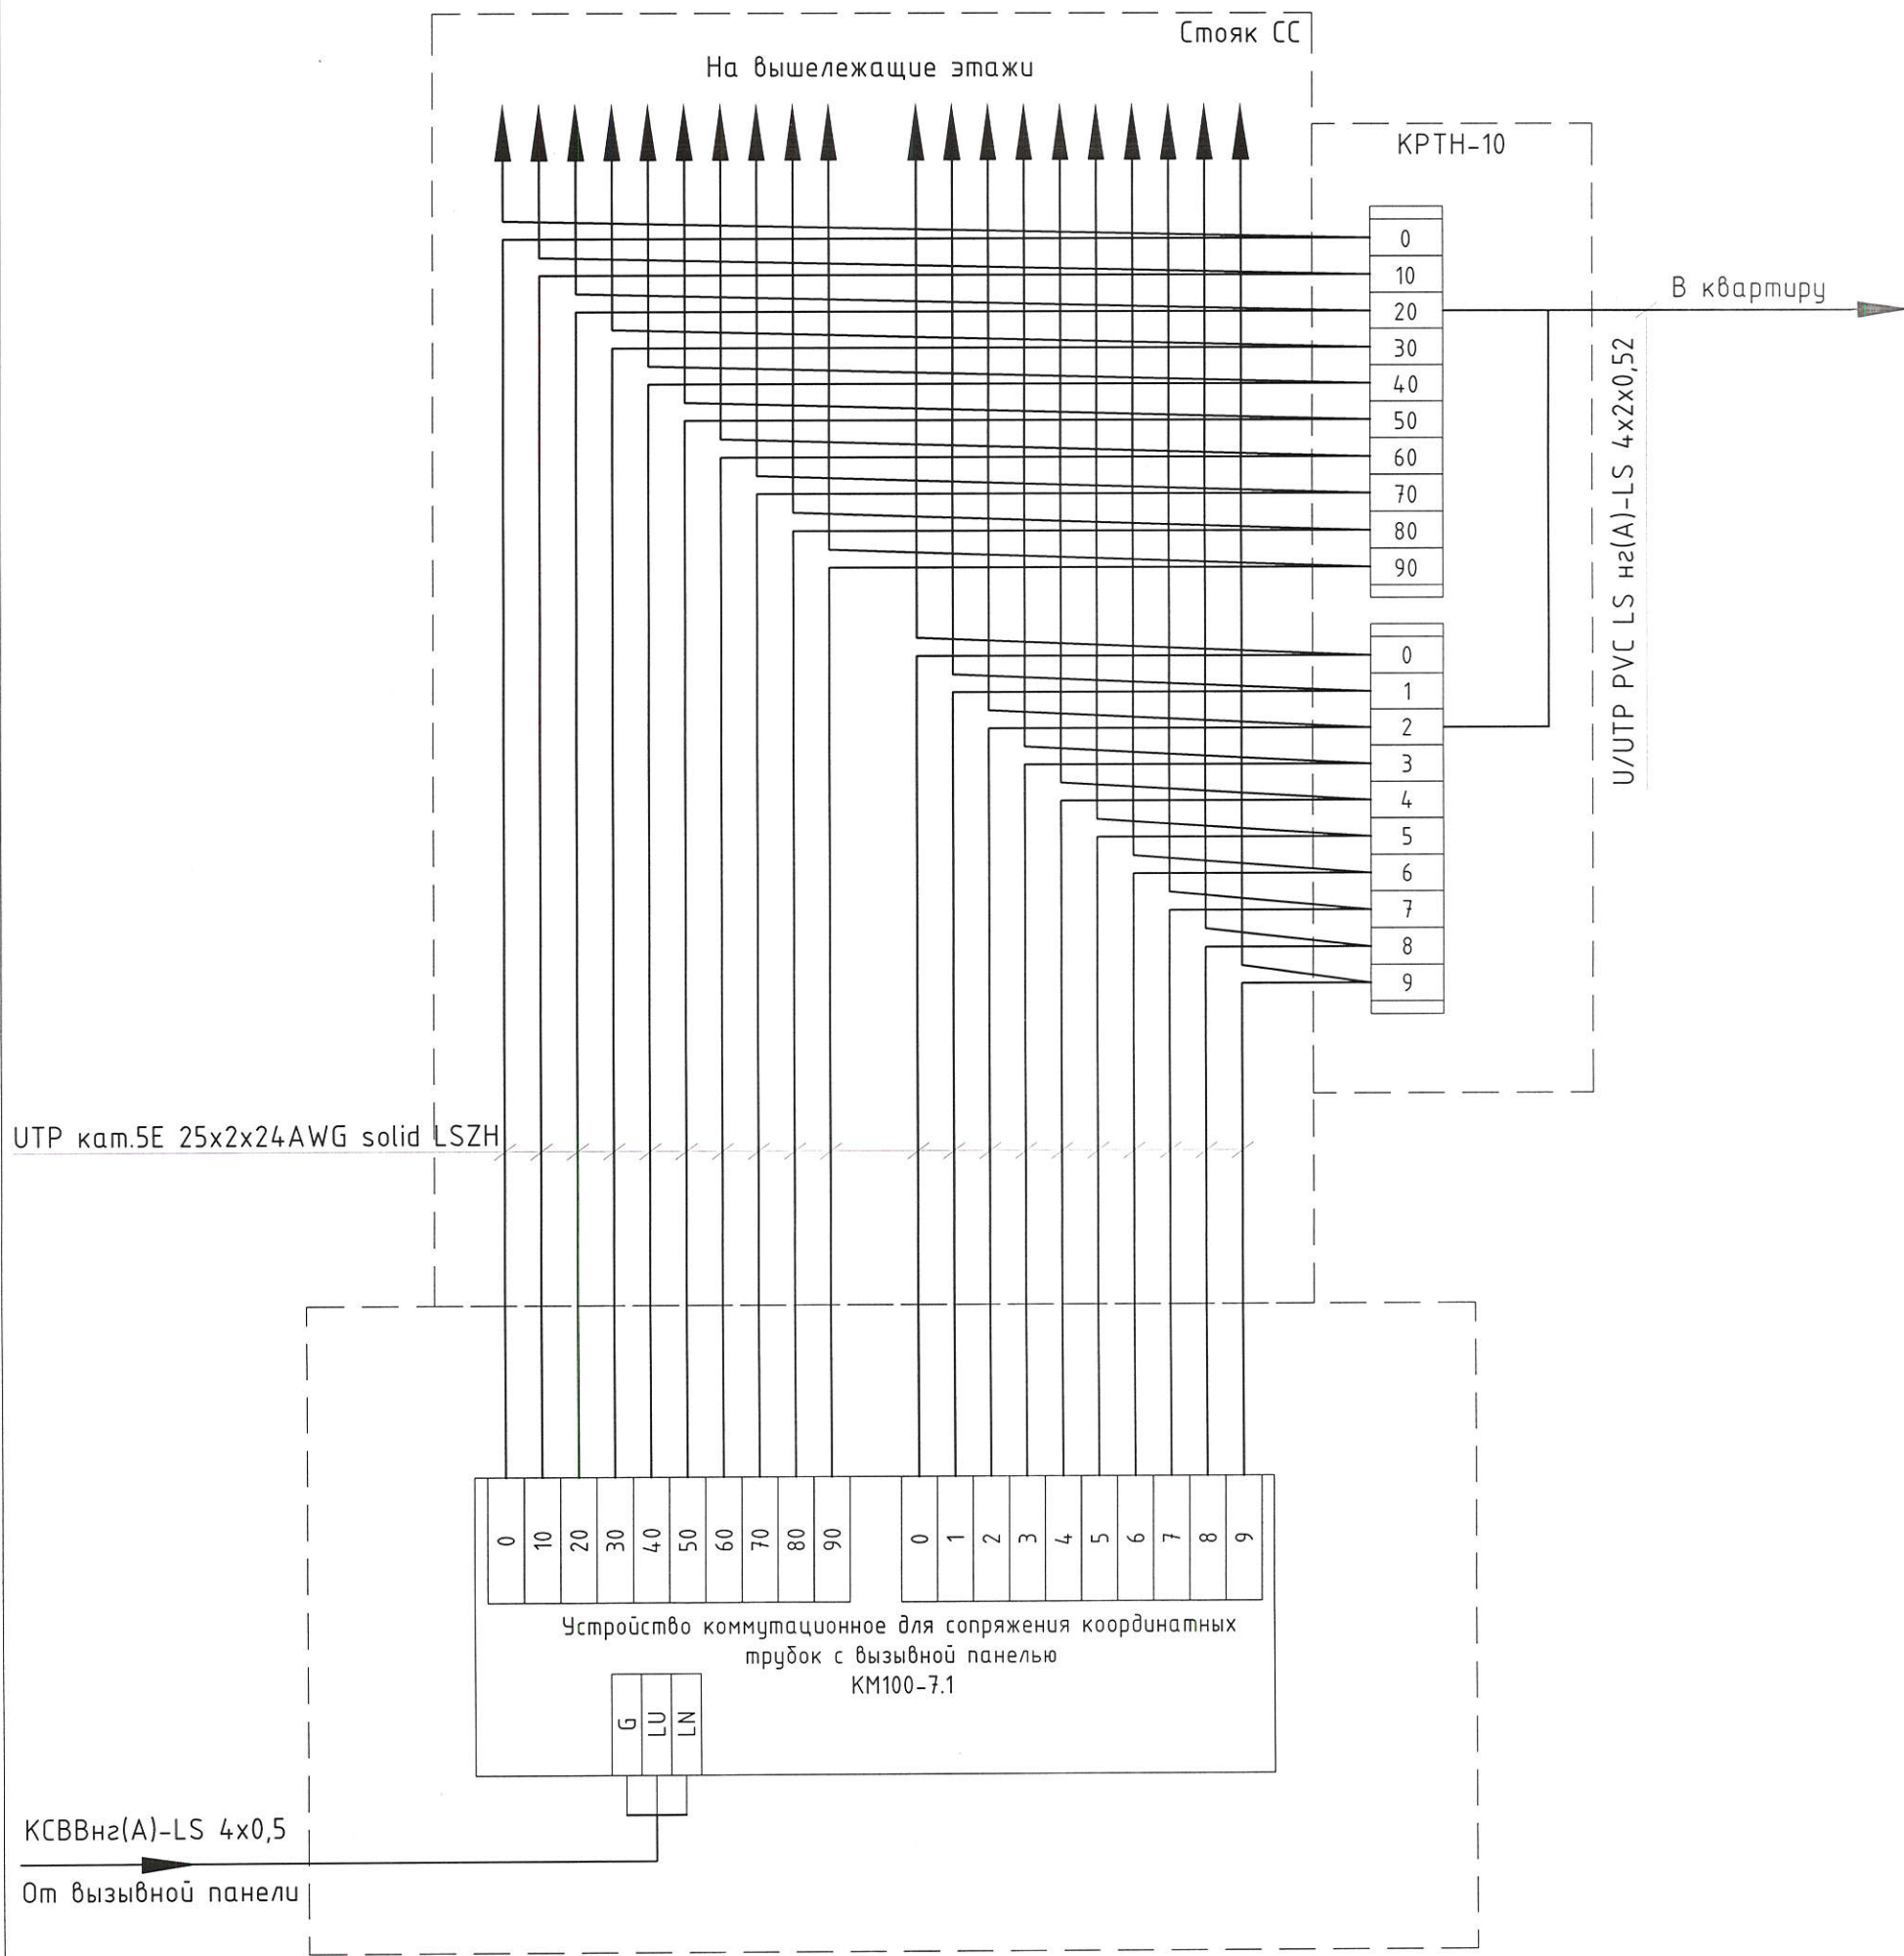 Стояк СС
На вышележащие этажи
КРТН-10
0
10
20
30
40
50
60
70
80
90
В квартиру
U/UTP PVC LS нг(А)-LS 4x2x0,52
0
1
2
3
4
5
6
7
8
9
UTP кат.5E 25x2x24AWG solid LSZH
0 10 20 30 40 50 60 70 80 90
0 1 2 3 4 5 6 7 8 9
Устройство коммутационное для сопряжения координатных
трубок с вызывной панелью
КМ100-7.1
G LU LN
КСВВнг(А)-LS 4x0,5
От вызывной панели